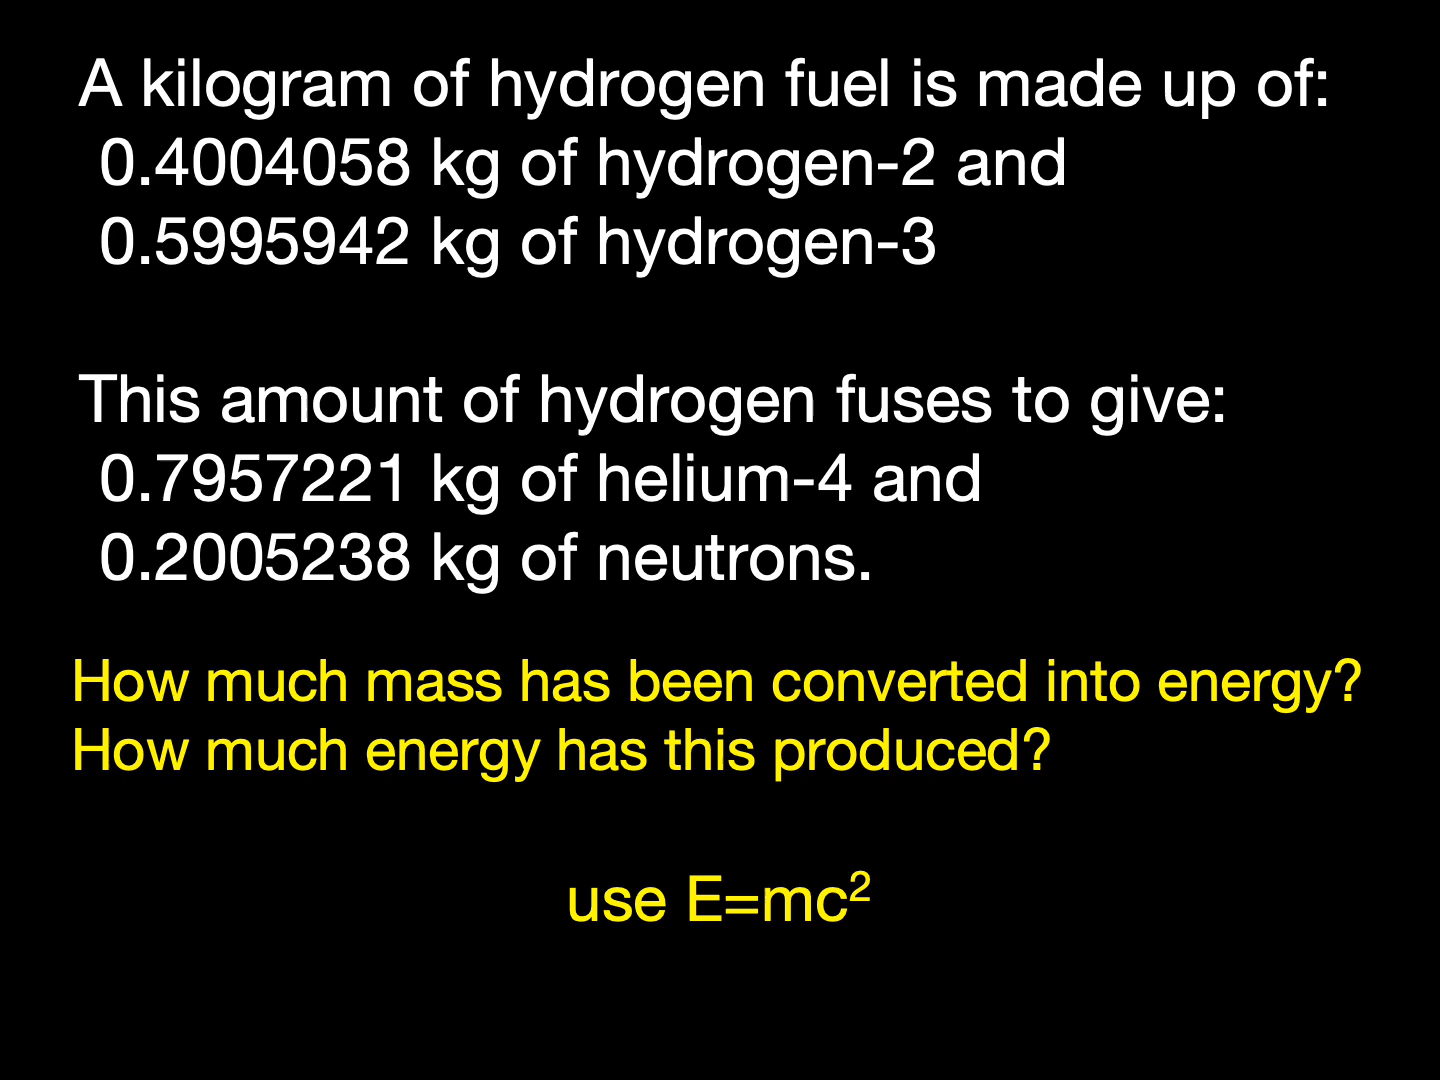 A kilogram of hydrogen fuel is made up of:
0.4004058 kg of hydrogen-2 and
0.5995942 kg of hydrogen-3
This amount of hydrogen fuses to give:
0.7957221 kg of helium-4 and
0.2005238 kg of neutrons.
How much mass has been converted into energy?
How much energy has this produced?
use E=mc²